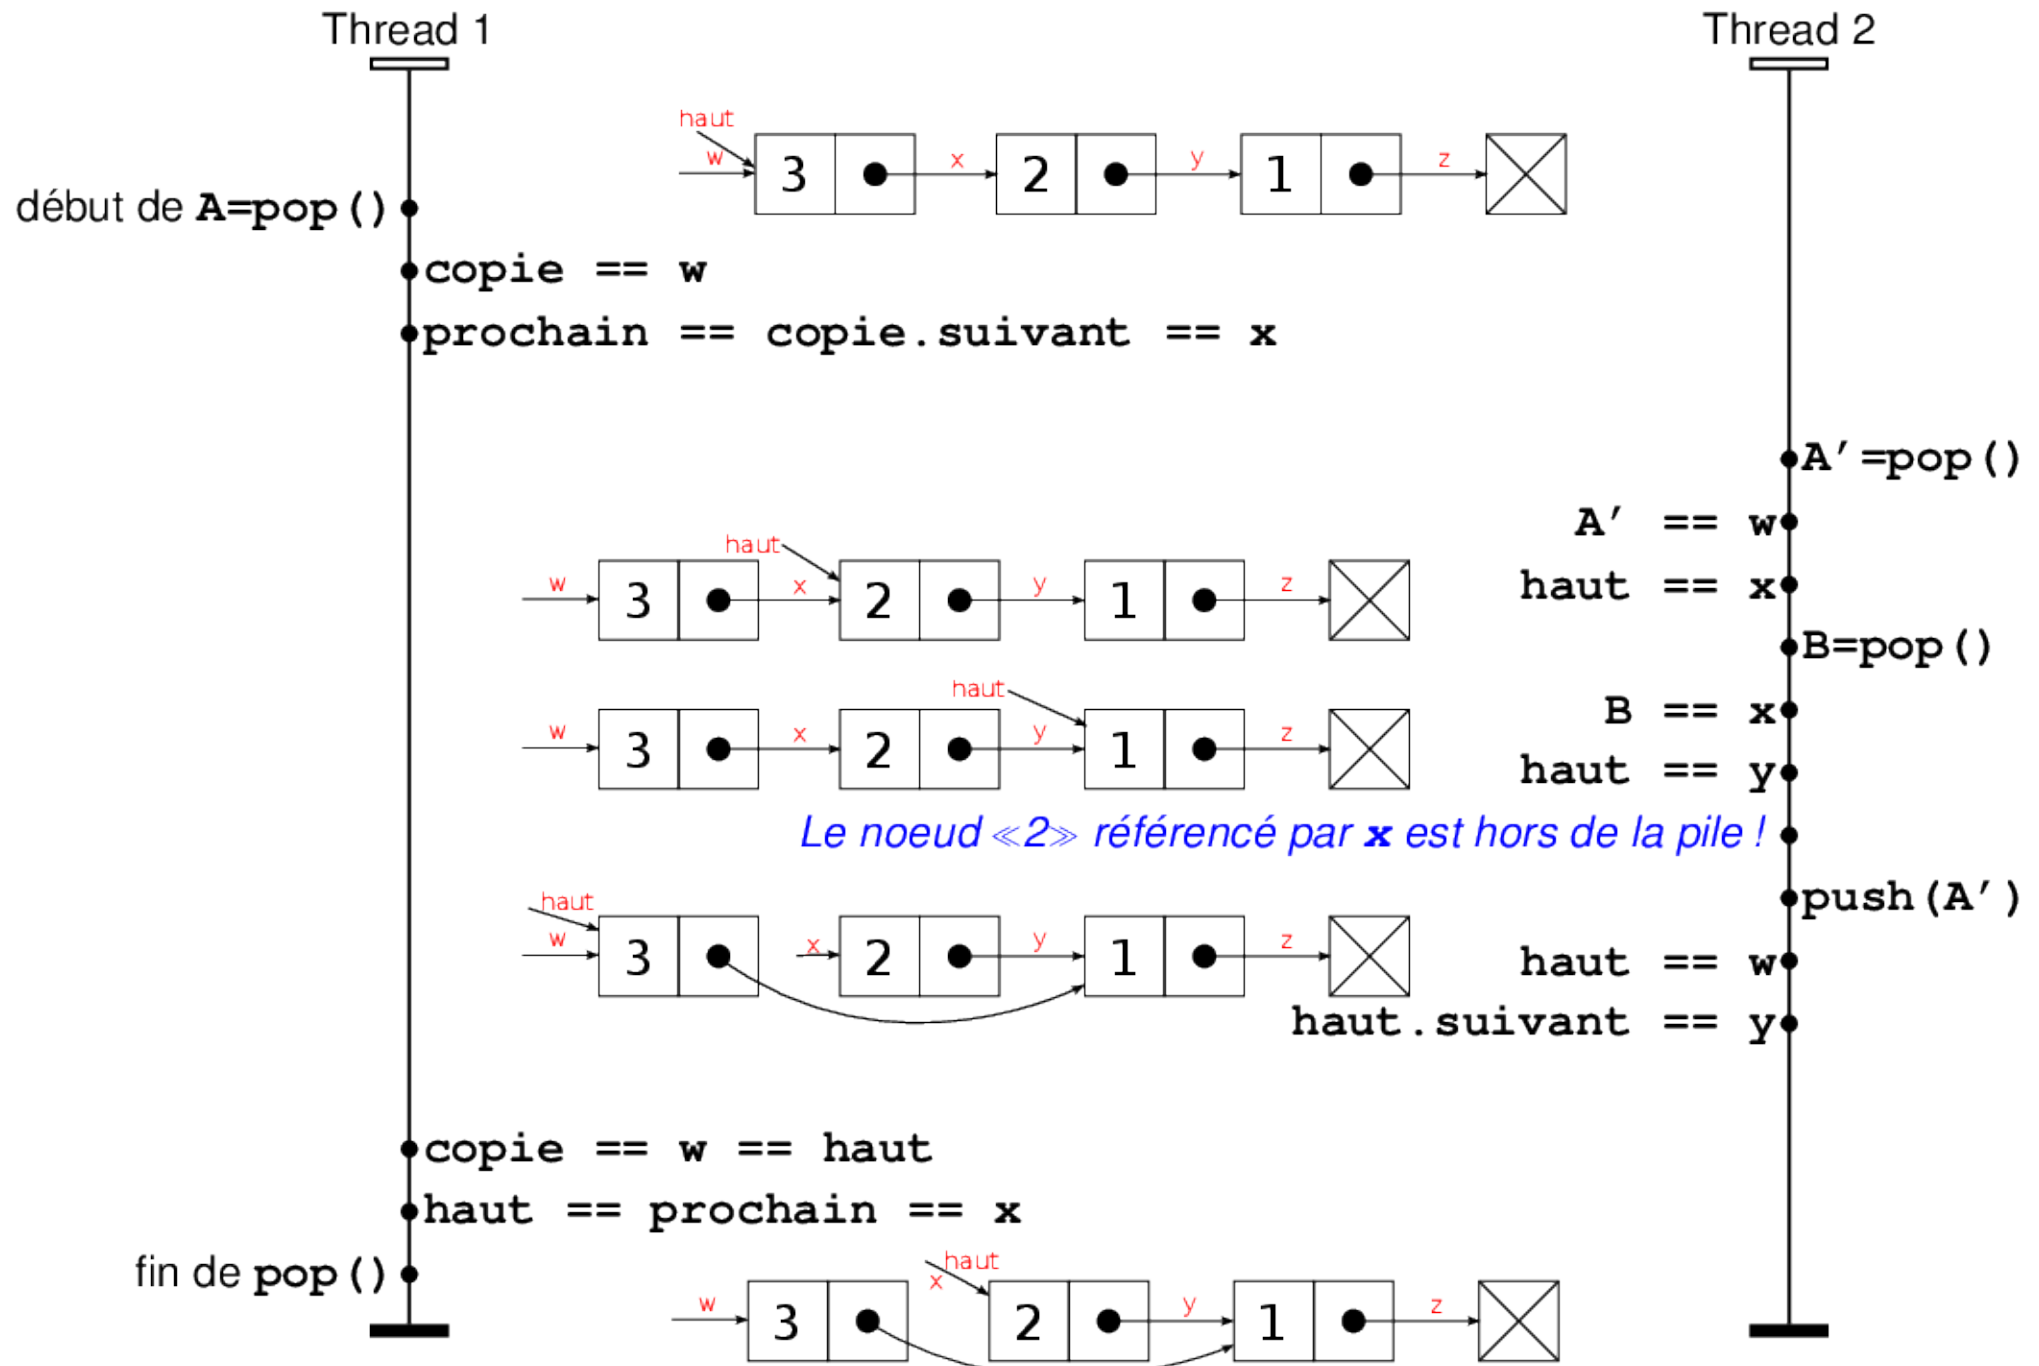 Thread 1
Thread 2
haut
w
3
x
2
y
1
z
début de A=pop()
copie == w
prochain == copie.suivant == x
A'=pop()
A' == w
haut
w
3
x
2
y
1
z
haut == x
B=pop()
haut
B == x
w
3
x
2
y
1
z
haut == y
Le noeud ≪2≫ référencé par x est hors de la pile !
push(A')
haut
w
3
x
2
y
1
z
haut == w
haut.suivant == y
copie == w == haut
haut == prochain == x
fin de pop()
haut
x
w
3
2
y
1
z